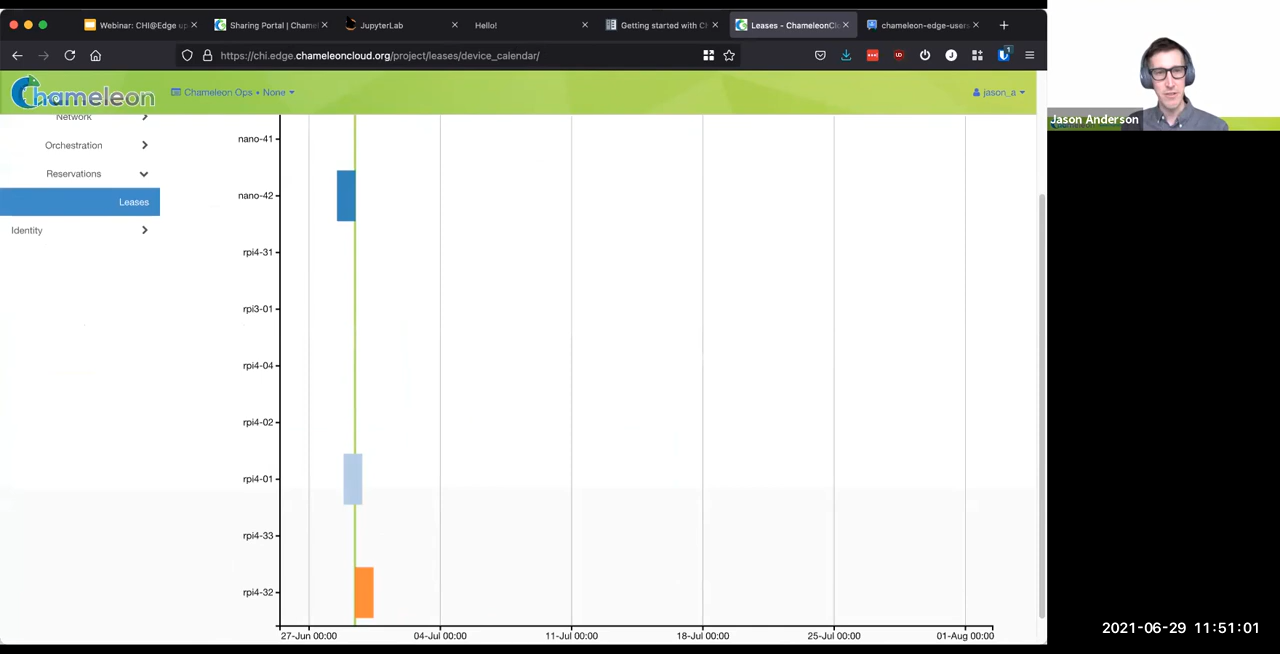 Webinar: CHI@Edge up
Sharing Portal | Chamel
JupyterLab
Hello!
Getting started with Ch
Leases - ChameleonClo
chameleon-edge-users
https://chi.edge.chameleoncloud.org/project/leases/device_calendar/
Chameleon
Chameleon Ops • None
jason_a
Jason Anderson
Network
Orchestration
Reservations
Leases
Identity
nano-41
nano-42
rpi4-31
rpi3-01
rpi4-04
rpi4-02
rpi4-01
rpi4-33
rpi4-32
27-Jun 00:00
04-Jul 00:00
11-Jul 00:00
18-Jul 00:00
25-Jul 00:00
01-Aug 00:00
2021-06-29 11:51:01